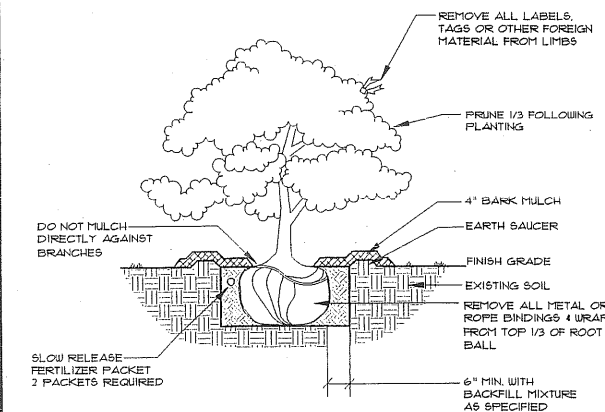 REMOVE ALL LABELS,
TAGS OR OTHER FOREIGN
MATERIAL FROM LIMBS
PRUNE 1/3 FOLLOWING
PLANTING
4" BARK MULCH
EARTH SAUCER
DO NOT MULCH
DIRECTLY AGAINST
BRANCHES
FINISH GRADE
EXISTING SOIL
REMOVE ALL METAL OR
ROPE BINDINGS & WRAP
FROM TOP 1/3 OF ROOT
BALL
SLOW RELEASE
FERTILIZER PACKET
2 PACKETS REQUIRED
6" MIN. WITH
BACKFILL MIXTURE
AS SPECIFIED